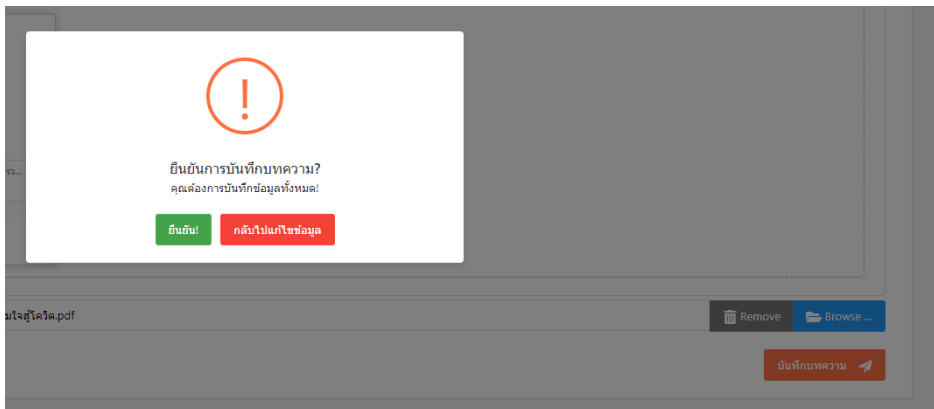 ยืนยันการบันทึกบทความ?
คุณต้องการบันทึกข้อมูลทั้งหมด!
ยืนยัน!
กลับไปแก้ไขข้อมูล
รว...
มใจสู้โควิด.pdf
Remove
Browse ...
บันทึกบทความ